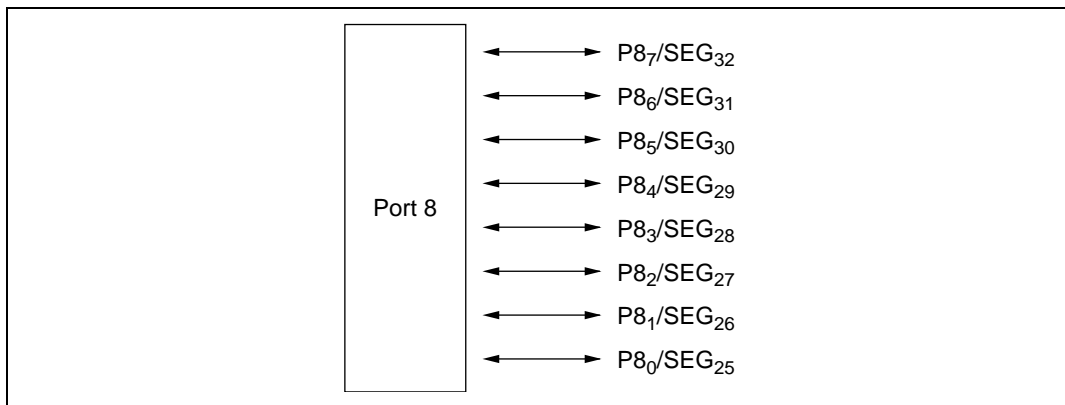 P8₇/SEG₃₂
P8₆/SEG₃₁
P8₅/SEG₃₀
P8₄/SEG₂₉
Port 8
P8₃/SEG₂₈
P8₂/SEG₂₇
P8₁/SEG₂₆
P8₀/SEG₂₅